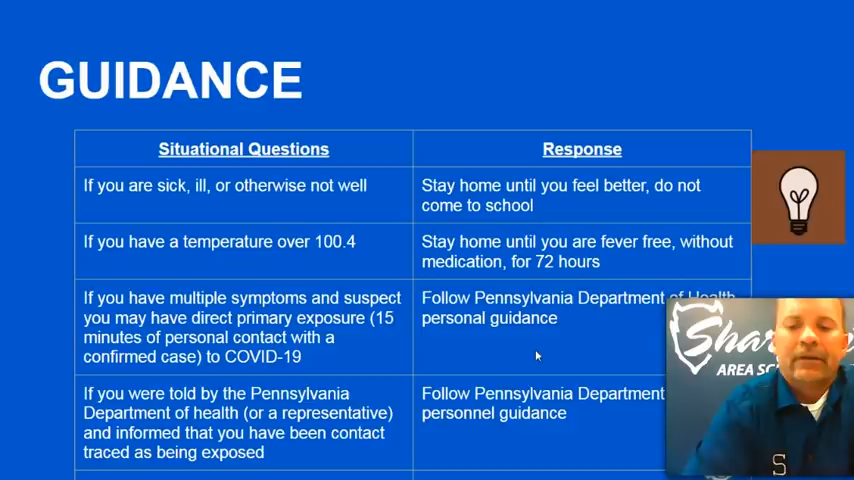 GUIDANCE
Situational Questions
Response
If you are sick, ill, or otherwise not well
Stay home until you feel better, do not
come to school
If you have a temperature over 100.4
Stay home until you are fever free, without
medication, for 72 hours
If you have multiple symptoms and suspect
you may have direct primary exposure (15
minutes of personal contact with a
confirmed case) to COVID-19
Follow Pennsylvania Department of Health
personal guidance
If you were told by the Pennsylvania
Department of health (or a representative)
and informed that you have been contact
traced as being exposed
Follow Pennsylvania Department
personnel guidance
AREA
S